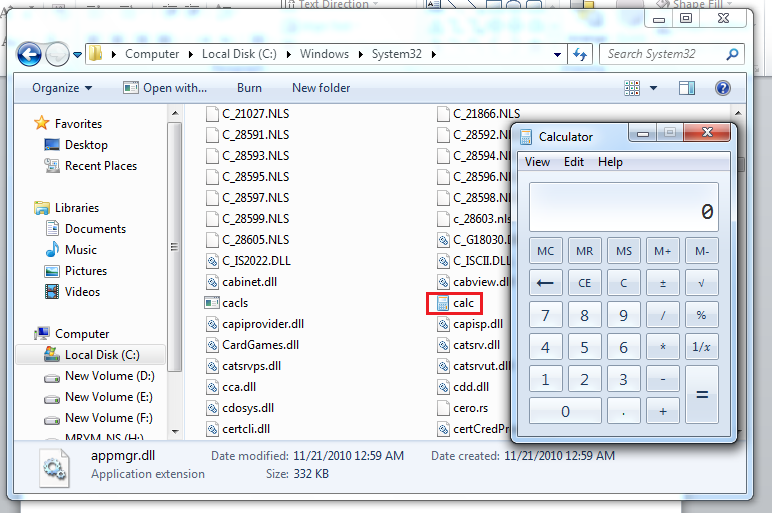 Text Direction
Shape Fill
Computer Local Disk (C:) Windows System32
Search System32
Organize Open with... Burn New folder
Favorites
Desktop
Recent Places
Libraries
Documents
Music
Pictures
Videos
Computer
Local Disk (C:)
New Volume (D:)
New Volume (E:)
New Volume (F:)
MRYM_NS (H:)
C_21027.NLS
C_28591.NLS
C_28593.NLS
C_28595.NLS
C_28597.NLS
C_28599.NLS
C_28605.NLS
C_IS2022.DLL
cabinet.dll
cacls
capiprovider.dll
CardGames.dll
catsrvps.dll
cca.dll
cdosys.dll
certcli.dll
C_21866.NLS
C_28592.NLS
C_28594.NLS
C_28596.NLS
C_28598.NLS
c_28603.nls
C_G18030.D
C_ISCII.DLL
cabview.dll
calc
capisp.dll
catsrv.dll
catsrvut.dll
cdd.dll
cero.rs
certCredPr
Calculator
View Edit Help
0
MC MR MS M+ M-
← CE C ± √
7 8 9 / %
4 5 6 * 1/x
1 2 3 - =
0 . +
appmgr.dll Date modified: 11/21/2010 12:59 AM Date created: 11/21/2010 12:59 AM
Application extension Size: 332 KB